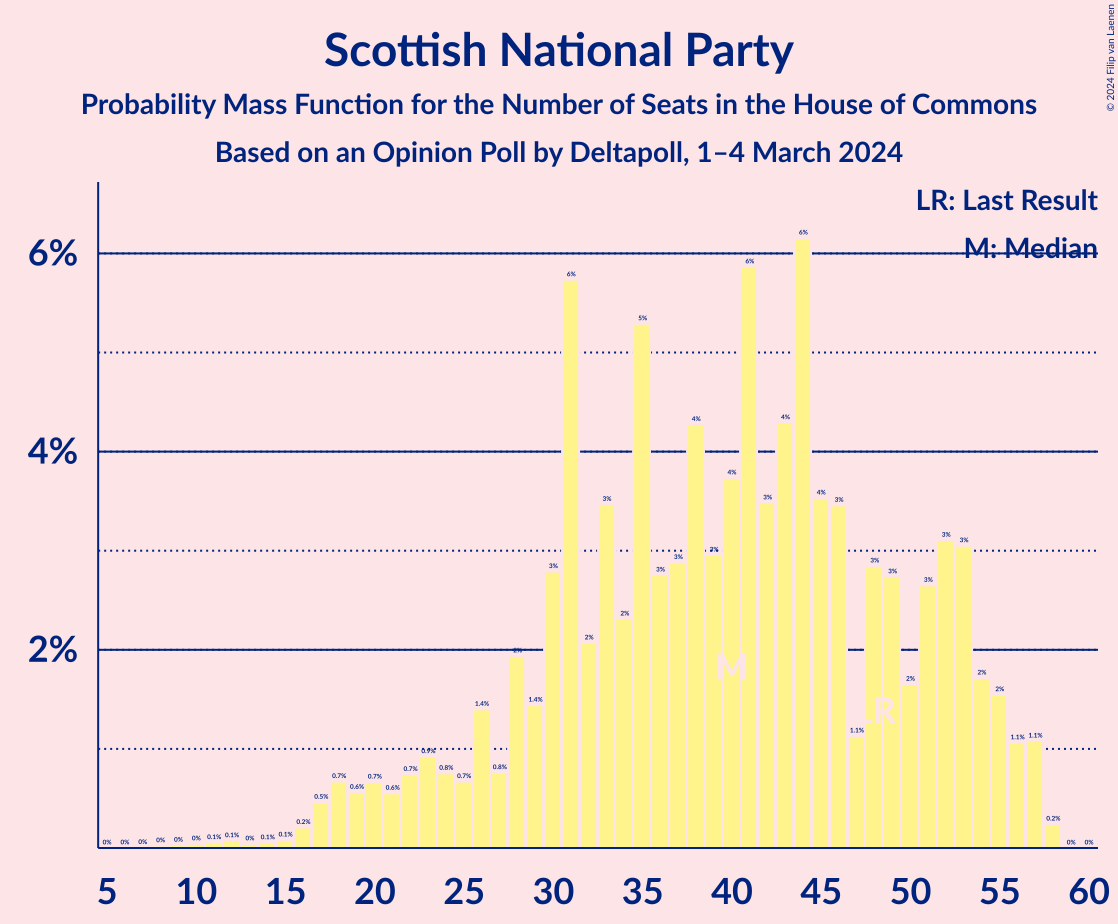 Scottish National Party
Probability Mass Function for the Number of Seats in the House of Commons
Based on an Opinion Poll by Deltapoll, 1–4 March 2024
© 2024 Filip van Laenen
LR: Last Result
M: Median
6%
4%
2%
0% 0% 0% 0% 0% 0% 0.1% 0.1% 0% 0.1% 0.1% 0.2% 0.5% 0.7% 0.6% 0.7% 0.6% 0.7% 0.9% 0.8% 0.7% 1.4% 0.8% 2% 1.4% 3% 6% 2% 3% 2% 5% 3% 3% 4% 3% 4% 6% 3% 4% 6% 4% 3% 1.1% 3% 3% 2% 3% 3% 3% 2% 2% 1.1% 1.1% 0.2% 0% 0%
M
LR
5 10 15 20 25 30 35 40 45 50 55 60